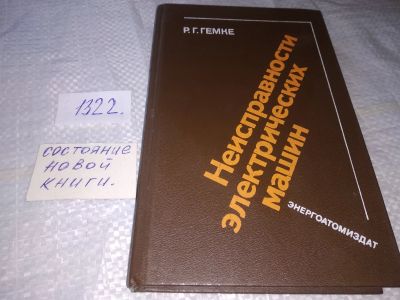 1322.
СОСТОЯНИЕ
НОВОЙ
КНИГИ.
Р. Г. ГЕМКЕ
Неисправности
электрических
машин
ЭНЕРГОАТОМИЗДАТ